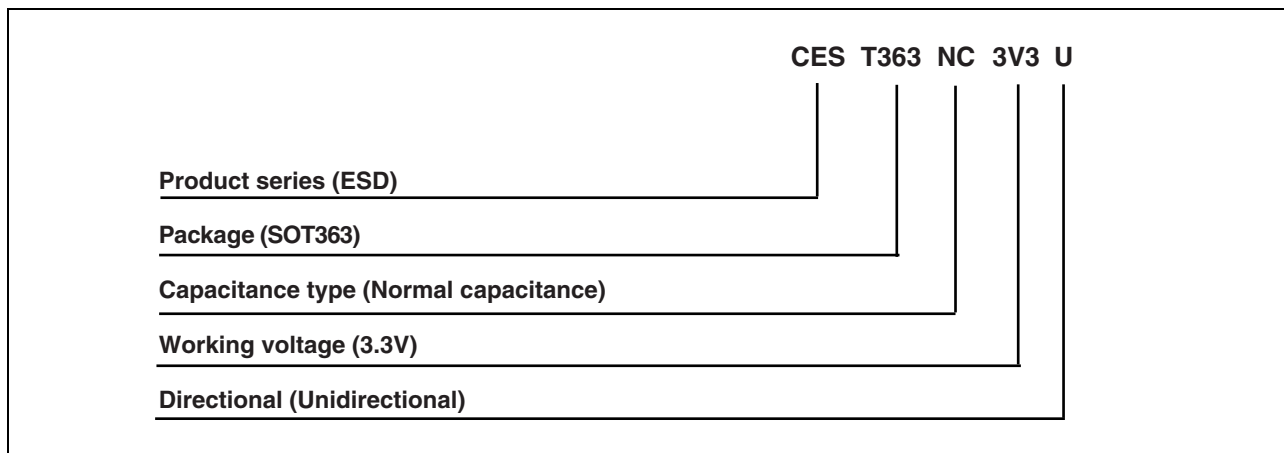 CES T363 NC 3V3 U
Product series (ESD)
Package (SOT363)
Capacitance type (Normal capacitance)
Working voltage (3.3V)
Directional (Unidirectional)